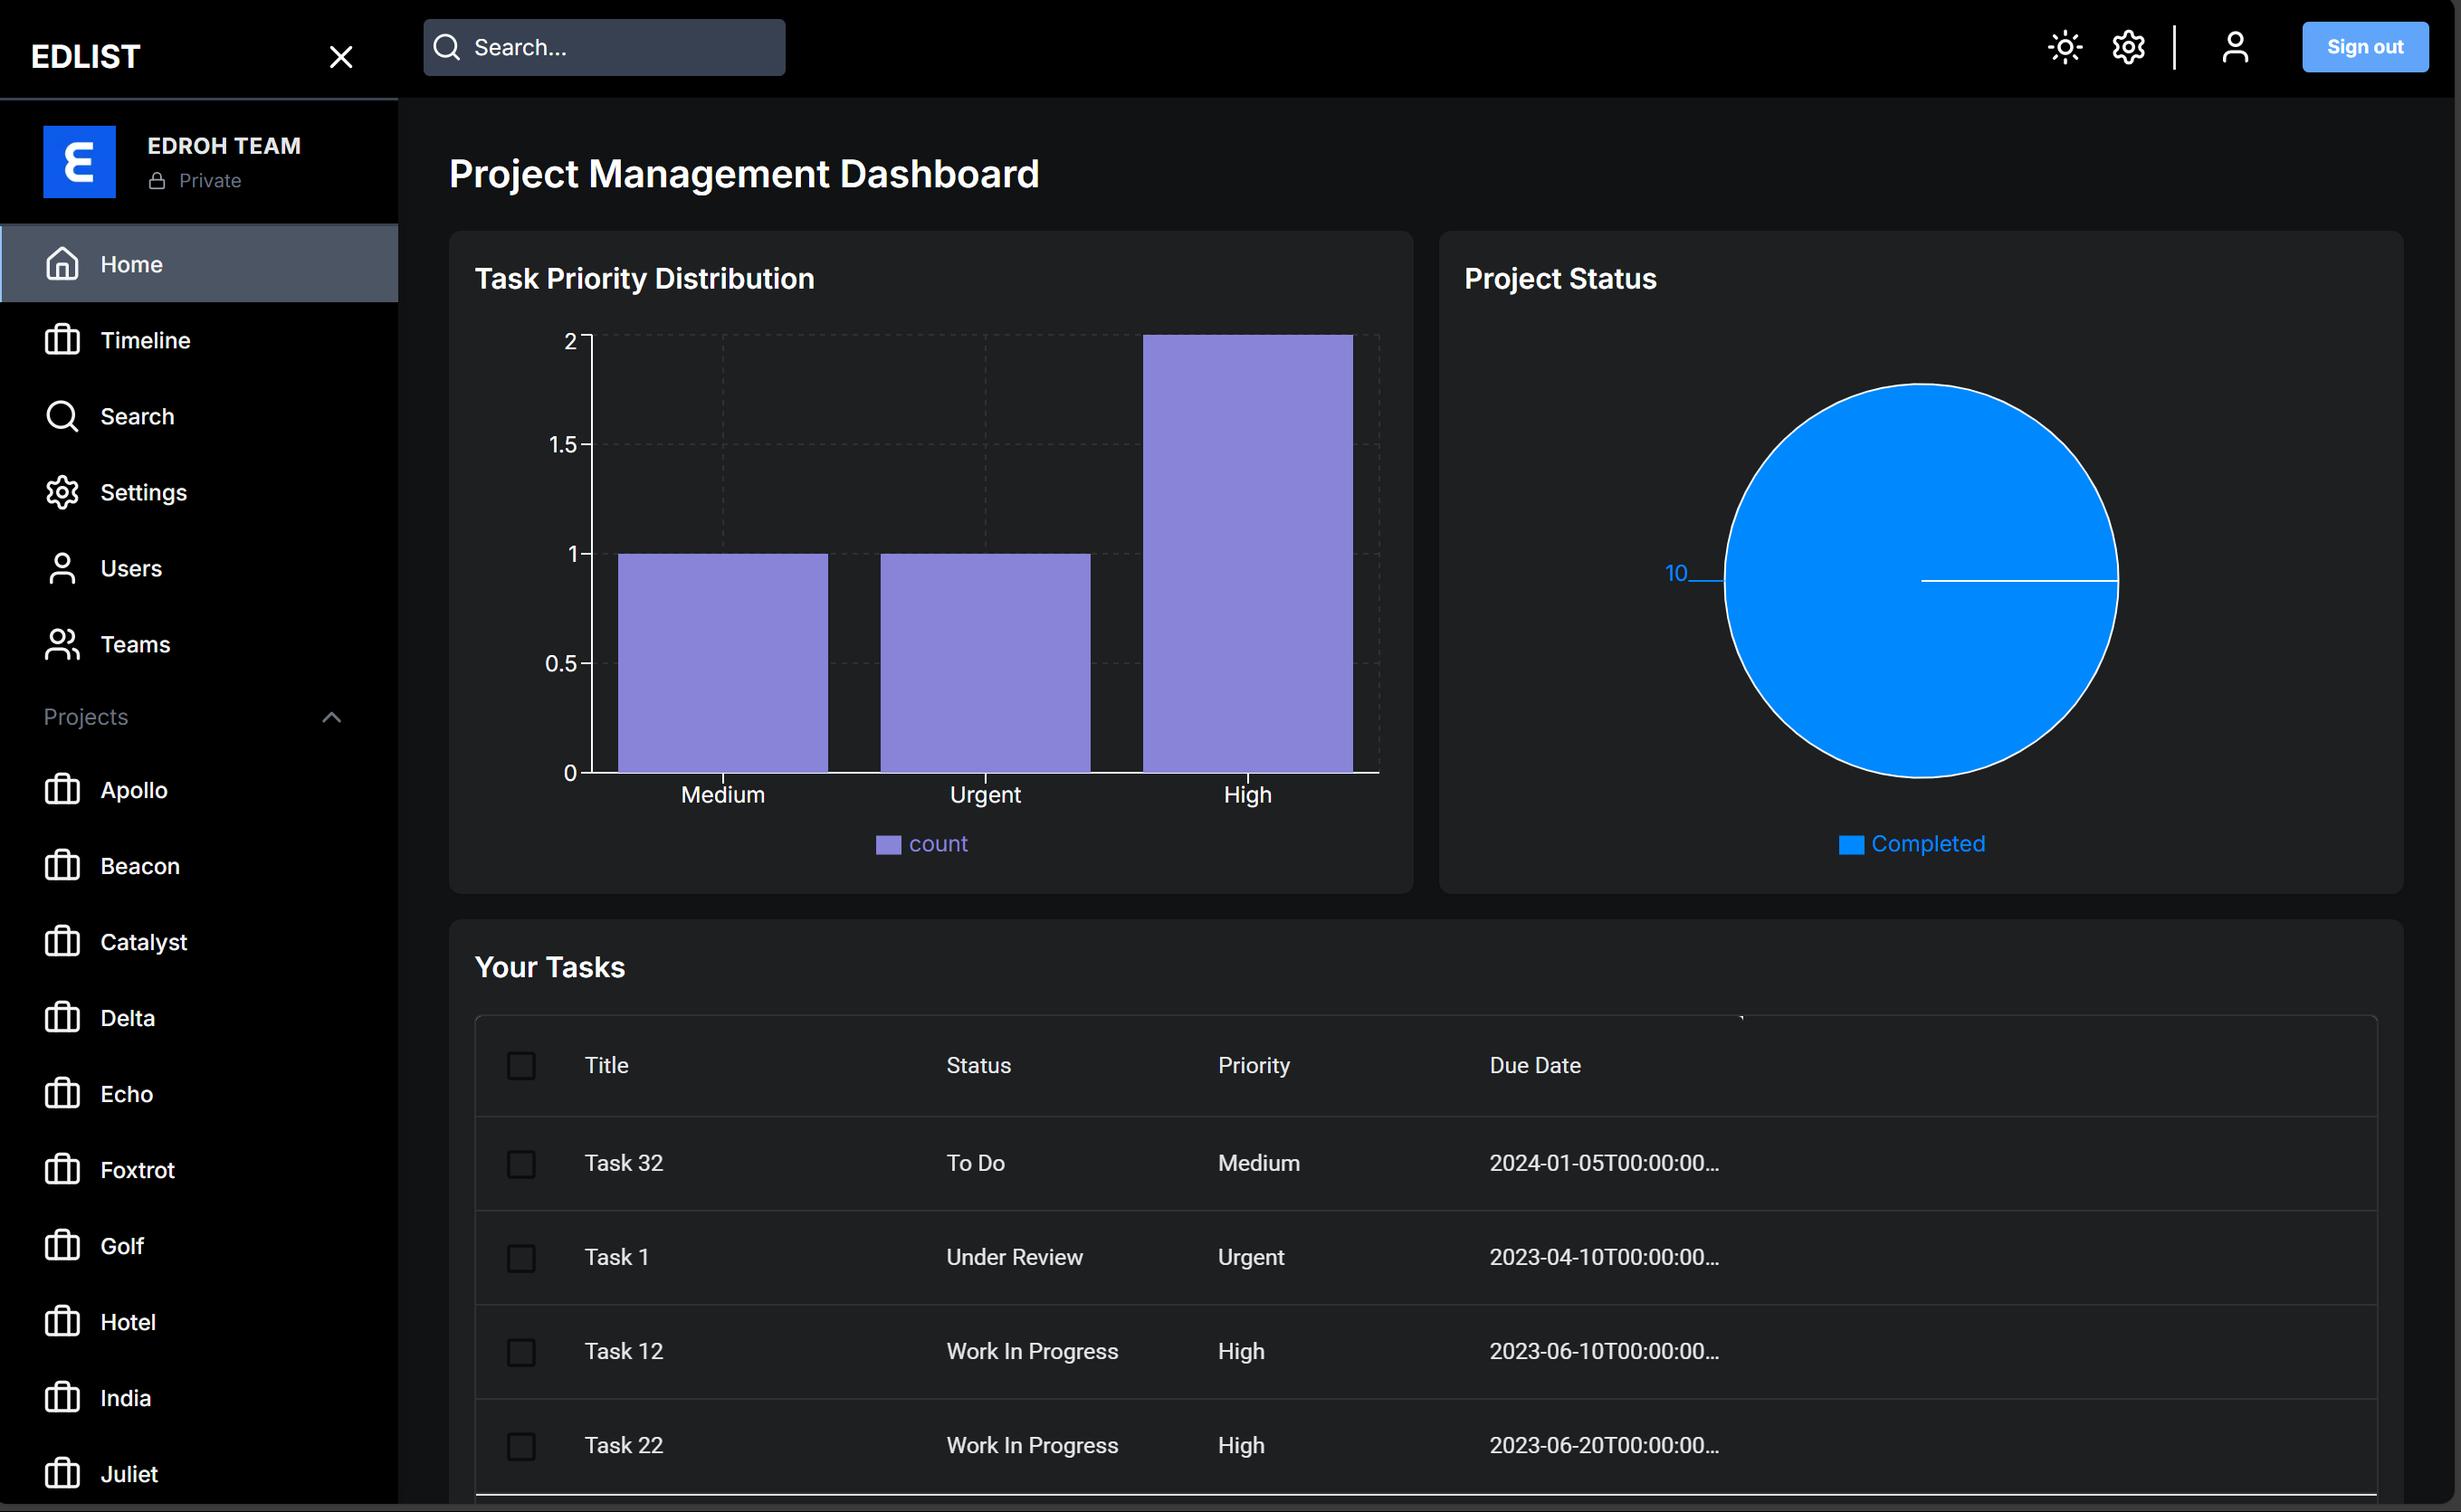 EDLIST
Search...
Sign out
EDROH TEAM
Private
Home
Timeline
Search
Settings
Users
Teams
Projects
Apollo
Beacon
Catalyst
Delta
Echo
Foxtrot
Golf
Hotel
India
Juliet
Project Management Dashboard
Task Priority Distribution
2
1.5
1
0.5
0
Medium Urgent High
count
Project Status
10
Completed
Your Tasks
Title Status Priority Due Date
Task 32 To Do Medium 2024-01-05T00:00:00...
Task 1 Under Review Urgent 2023-04-10T00:00:00...
Task 12 Work In Progress High 2023-06-10T00:00:00...
Task 22 Work In Progress High 2023-06-20T00:00:00...